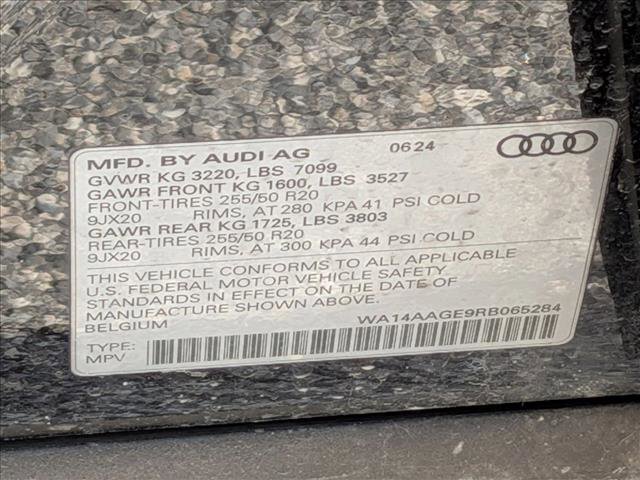 MFD. BY AUDI AG 06 24
GVWR KG 3220, LBS 7099
GAWR FRONT KG 1600, LBS 3527
FRONT-TIRES 255/50 R20
9JX20 RIMS, AT 280 KPA 41 PSI COLD
GAWR REAR KG 1725, LBS 3803
REAR-TIRES 255/50 R20
9JX20 RIMS, AT 300 KPA 44 PSI COLD
THIS VEHICLE CONFORMS TO ALL APPLICABLE
U.S. FEDERAL MOTOR VEHICLE SAFETY
STANDARDS IN EFFECT ON THE DATE OF
MANUFACTURE SHOWN ABOVE.
BELGIUM WA14AAGE9RB065284
TYPE:
MPV